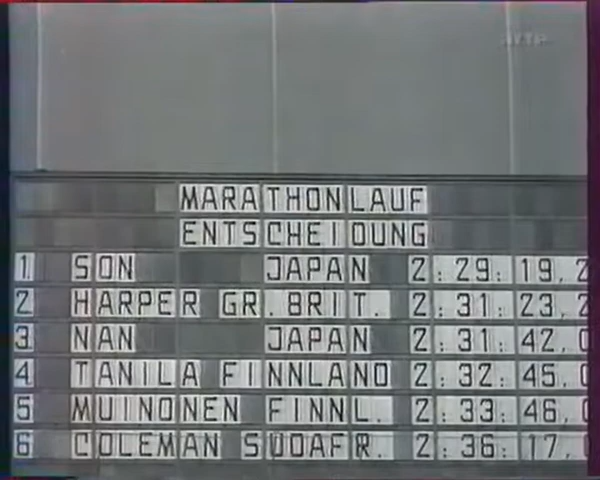 arte
MARATHONLAUF
ENTSCHEIDUNG
1 SON JAPAN 2:29:19,2
2 HARPER GR.BRIT. 2:31:23,2
3 NAN JAPAN 2:31:42,0
4 TANILA FINNLAND 2:32:45,0
5 MUINONEN FINNL. 2:33:46,0
6 COLEMAN SÜDAFR. 2:36:17,0